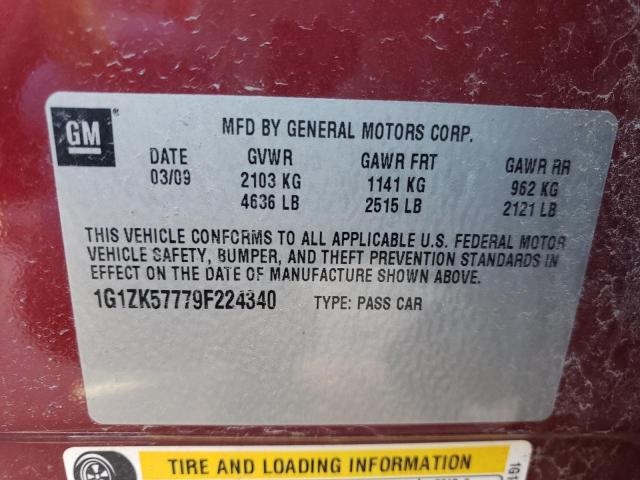 GM
MFD BY GENERAL MOTORS CORP.
DATE GVWR GAWR FRT GAWR RR
03/09 2103 KG 1141 KG 962 KG
4636 LB 2515 LB 2121 LB
THIS VEHICLE CONFORMS TO ALL APPLICABLE U.S. FEDERAL MOTOR
VEHICLE SAFETY, BUMPER, AND THEFT PREVENTION STANDARDS IN
EFFECT ON THE DATE OF MANUFACTURE SHOWN ABOVE.
1G1ZK57779F224340 TYPE: PASS CAR
TIRE AND LOADING INFORMATION